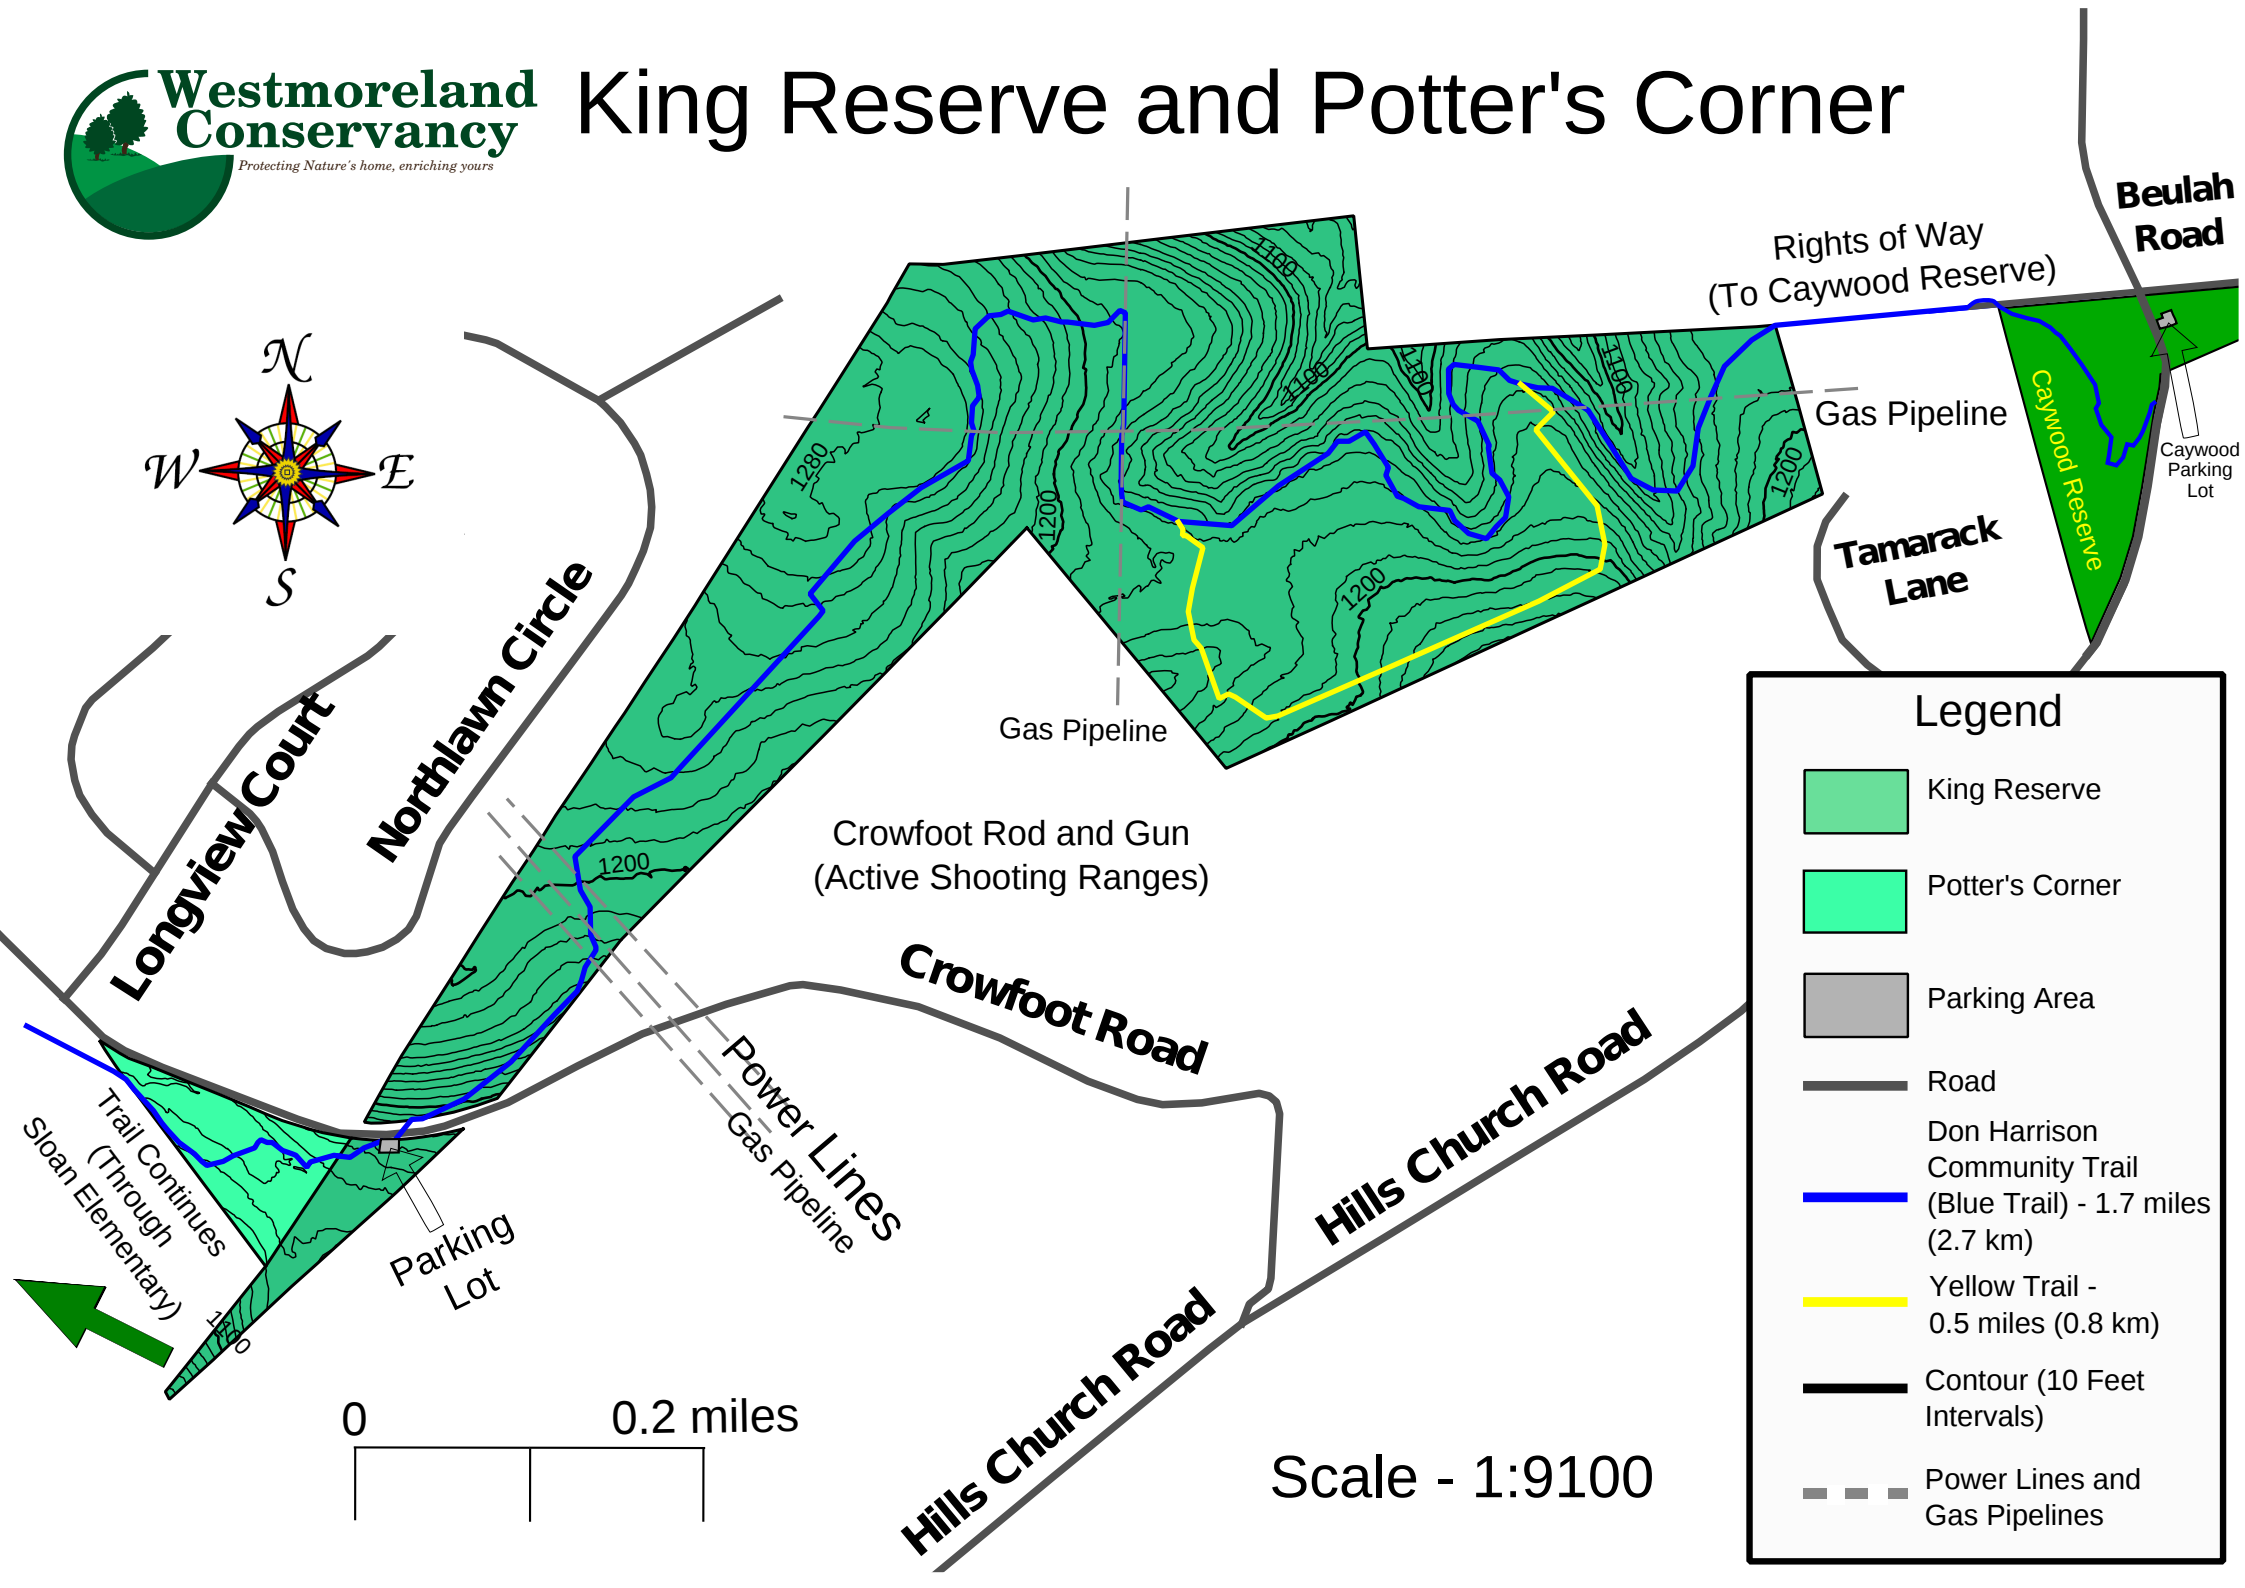 Westmoreland
Conservancy
Protecting Nature's home, enriching yours
King Reserve and Potter's Corner
Beulah
Road
Rights of Way
(To Caywood Reserve)
N
W
E
S
1100
1100
1100
1100
1280
1200
1200
1200
1200
Gas Pipeline
Caywood Reserve
Caywood
Parking
Lot
Tamarack
Lane
Gas Pipeline
Northlawn Circle
Longview Court
Crowfoot Rod and Gun
(Active Shooting Ranges)
Crowfoot Road
Power Lines
Gas Pipeline
Hills Church Road
Hills Church Road
Trail Continues
(Through
Sloan Elementary)
Parking
Lot
1100
0
0.2 miles
Scale - 1:9100
Legend
King Reserve
Potter's Corner
Parking Area
Road
Don Harrison
Community Trail
(Blue Trail) - 1.7 miles
(2.7 km)
Yellow Trail -
0.5 miles (0.8 km)
Contour (10 Feet
Intervals)
Power Lines and
Gas Pipelines